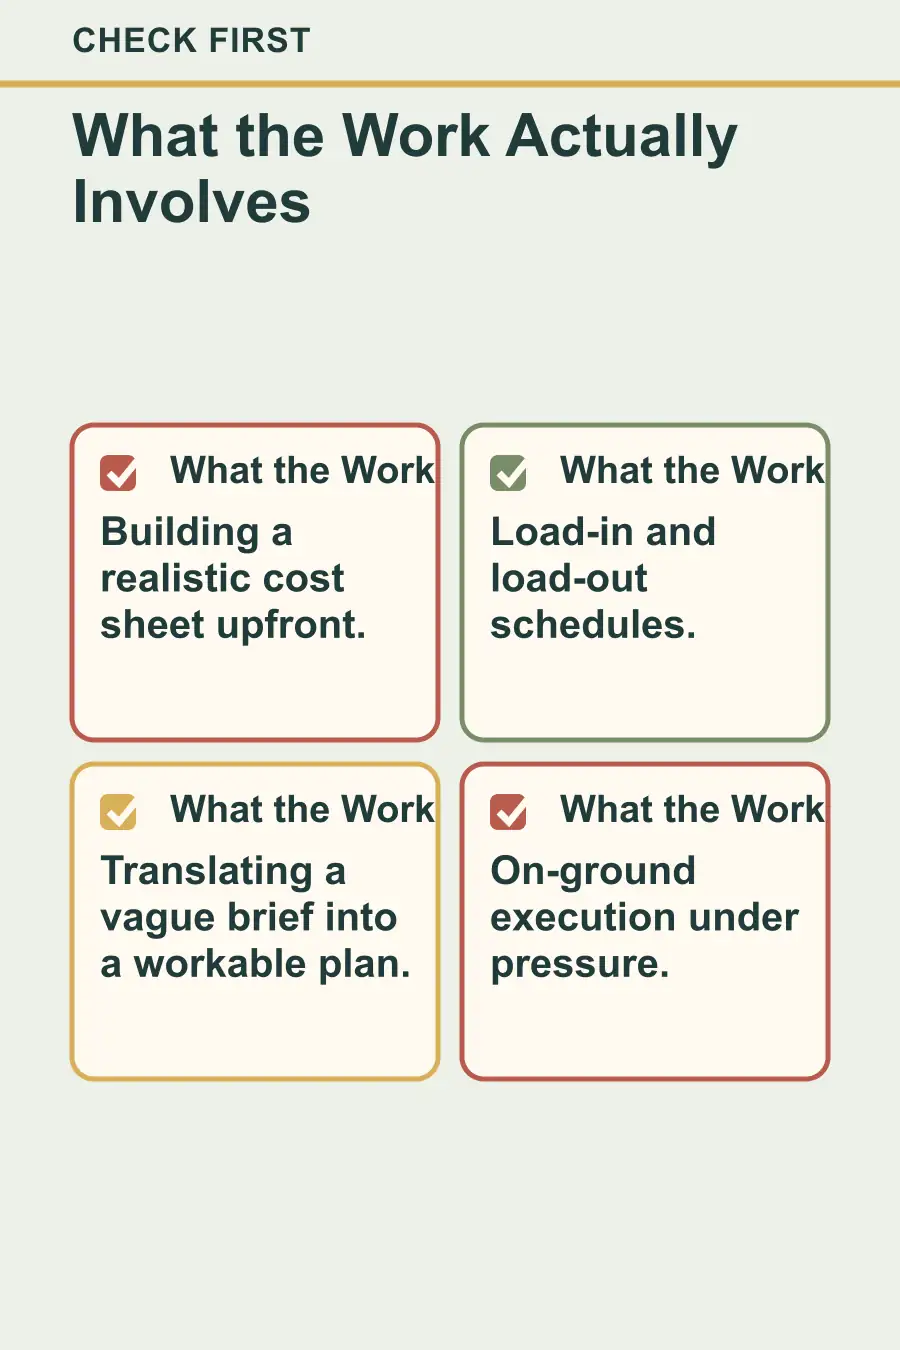 CHECK FIRST
What the Work Actually
Involves
What the Work
Building a
realistic cost
sheet upfront.
What the Work
Load-in and
load-out
schedules.
What the Work
Translating a
vague brief into
a workable plan.
What the Work
On-ground
execution under
pressure.